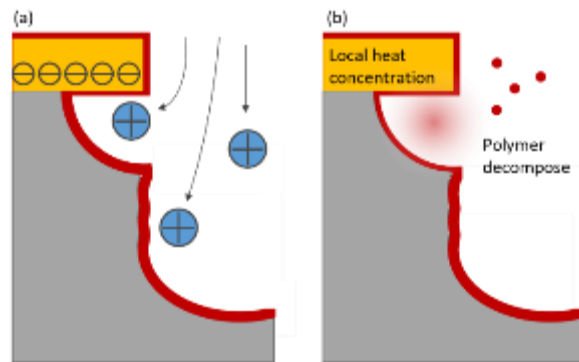 (a)
(b)
Local heat
concentration
Polymer
decompose